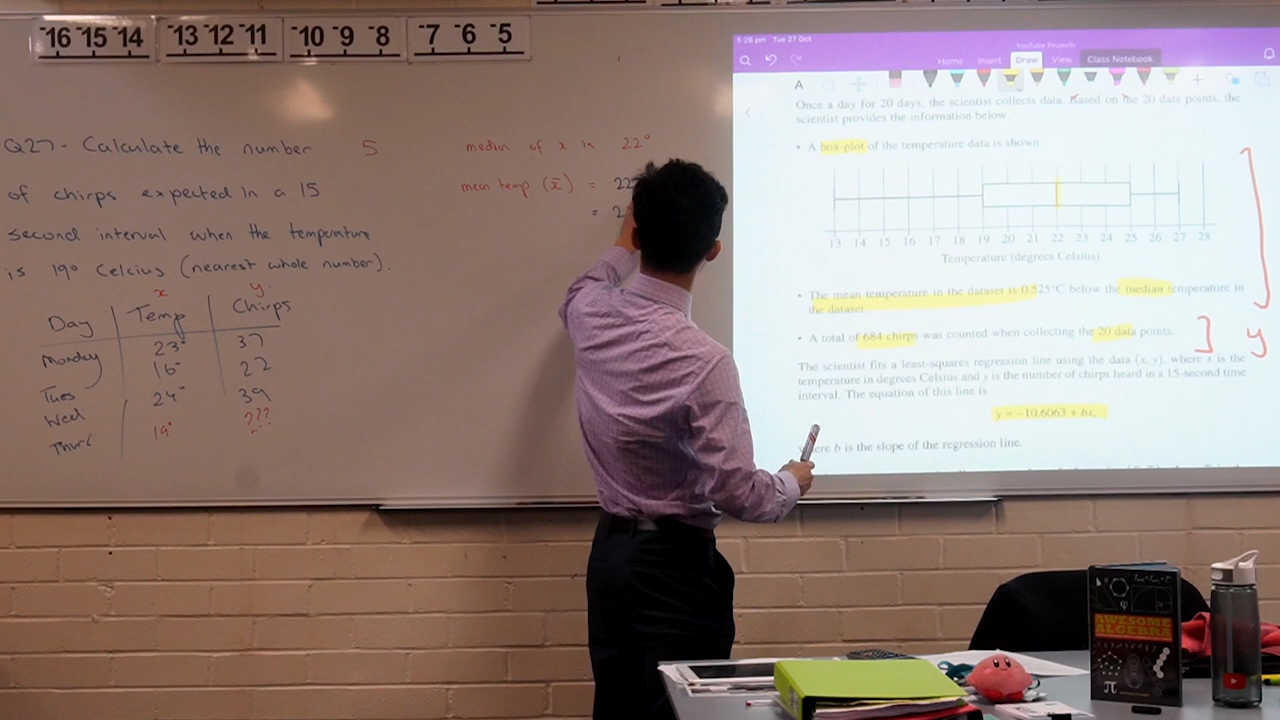 -16 -15 -14
-13 -12 -11
-10 -9 -8
-7 -6 -5
Q27 - Calculate the number 5.
of chirps expected in a 15
second interval when the temperature
is 19° Celcius (nearest whole number).
x y.
Day Temp Chirps
Monday 23° 37
Tues 16° 22
Wed 24° 39
Thurs 19° ???
median of x is 22°
mean temp (x̄) = 22
= 2
5:26 pm Tue 27 Oct
YouTube Projects
Home Insert Draw View Class Notebook
A
Once a day for 20 days, the scientist collects data. Based on the 20 data points, the
scientist provides the information below.
• A box-plot of the temperature data is shown.
13 14 15 16 17 18 19 20 21 22 23 24 25 26 27 28
Temperature (degrees Celsius)
• The mean temperature in the dataset is 0.525°C below the median temperature in
the dataset.
• A total of 684 chirps was counted when collecting the 20 data points.
] y
The scientist fits a least-squares regression line using the data (x, y), where x is the
temperature in degrees Celsius and y is the number of chirps heard in a 15-second time
interval. The equation of this line is
y = −10.6063 + bx,
where b is the slope of the regression line.
AWESOME
ALGEBRA
π
φ